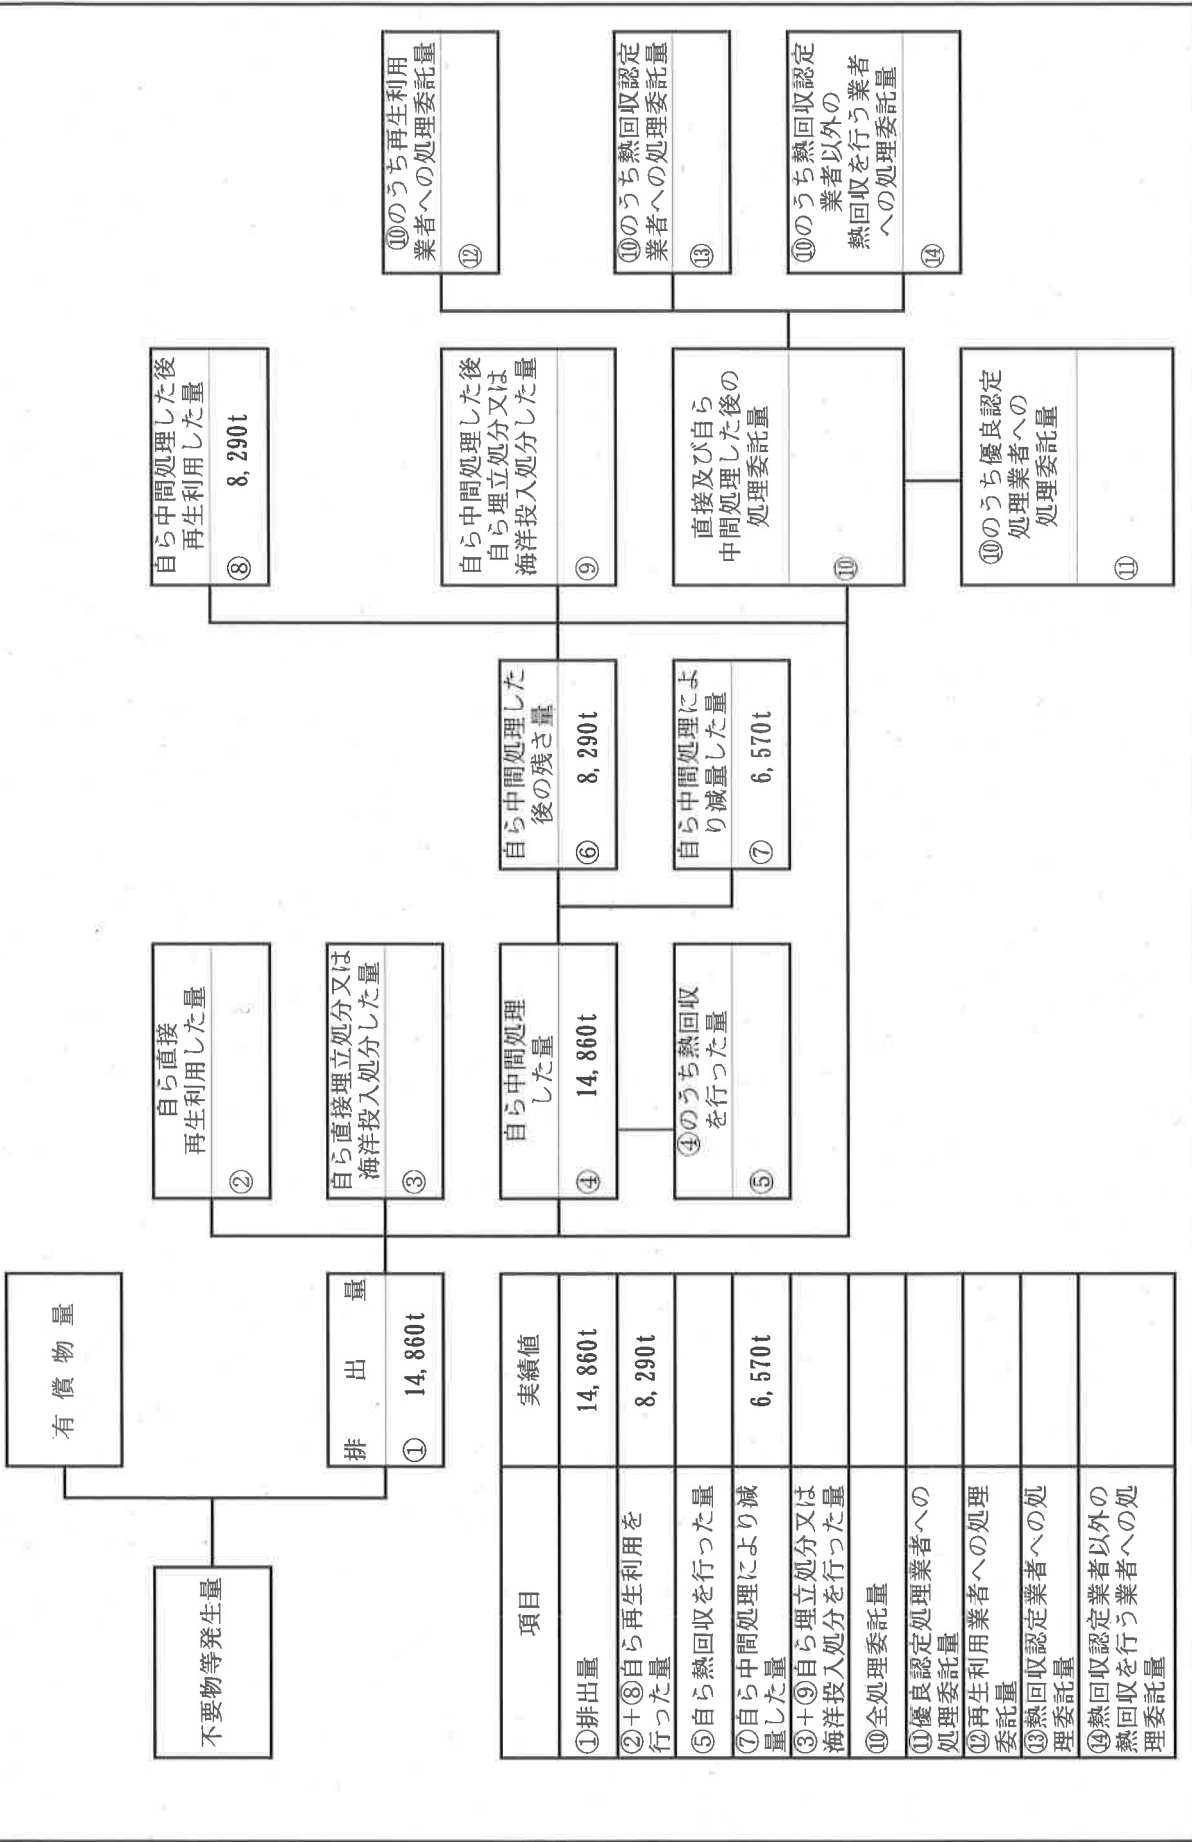 有償物量
不要物等発生量
排出量
① 14,860t
自ら直接
再生利用した量
②
自ら直接埋立処分又は
海洋投入処分した量
③
自ら中間処理
した量
④ 14,860t
④のうち熱回収
を行った量
⑤
自ら中間処理した
後の残さ量
⑥ 8,290t
自ら中間処理によ
り減量した量
⑦ 6,570t
自ら中間処理した後
再生利用した量
⑧ 8,290t
自ら中間処理した後
自ら埋立処分又は
海洋投入処分した量
⑨
直接及び自ら
中間処理した後の
処理委託量
⑩
⑩のうち優良認定
処理業者への
処理委託量
⑪
⑩のうち再生利用
業者への処理委託量
⑫
⑩のうち熱回収認定
業者への処理委託量
⑬
⑩のうち熱回収認定
業者以外の
熱回収を行う業者
への処理委託量
⑭
項目 実績値
①排出量 14,860t
②+⑧自ら再生利用を
行った量 8,290t
⑤自ら熱回収を行った量
⑦自ら中間処理により減
量した量 6,570t
③+⑨自ら埋立処分又は
海洋投入処分を行った量
⑩全処理委託量
⑪優良認定処理業者への
処理委託量
⑫再生利用業者への処理
委託量
⑬熱回収認定業者への処
理委託量
⑭熱回収認定業者以外の
熱回収を行う業者への処
理委託量